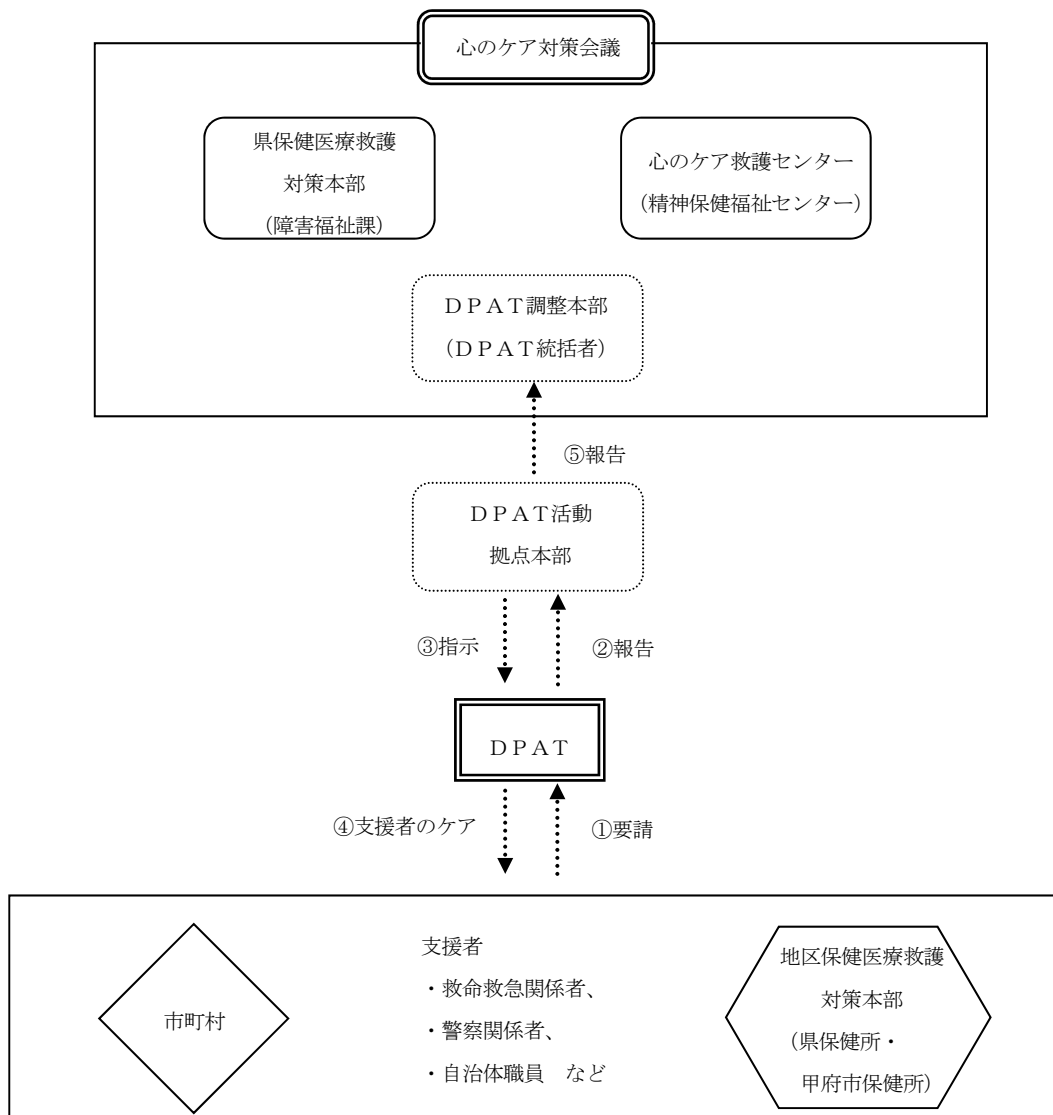 心のケア対策会議
県保健医療救護
対策本部
（障害福祉課）
心のケア救護センター
（精神保健福祉センター）
ＤＰＡＴ調整本部
（ＤＰＡＴ統括者）
⑤報告
ＤＰＡＴ活動
拠点本部
③指示
②報告
ＤＰＡＴ
④支援者のケア
①要請
市町村
支援者
・救命救急関係者、
・警察関係者、
・自治体職員　など
地区保健医療救護
対策本部
（県保健所・
甲府市保健所）